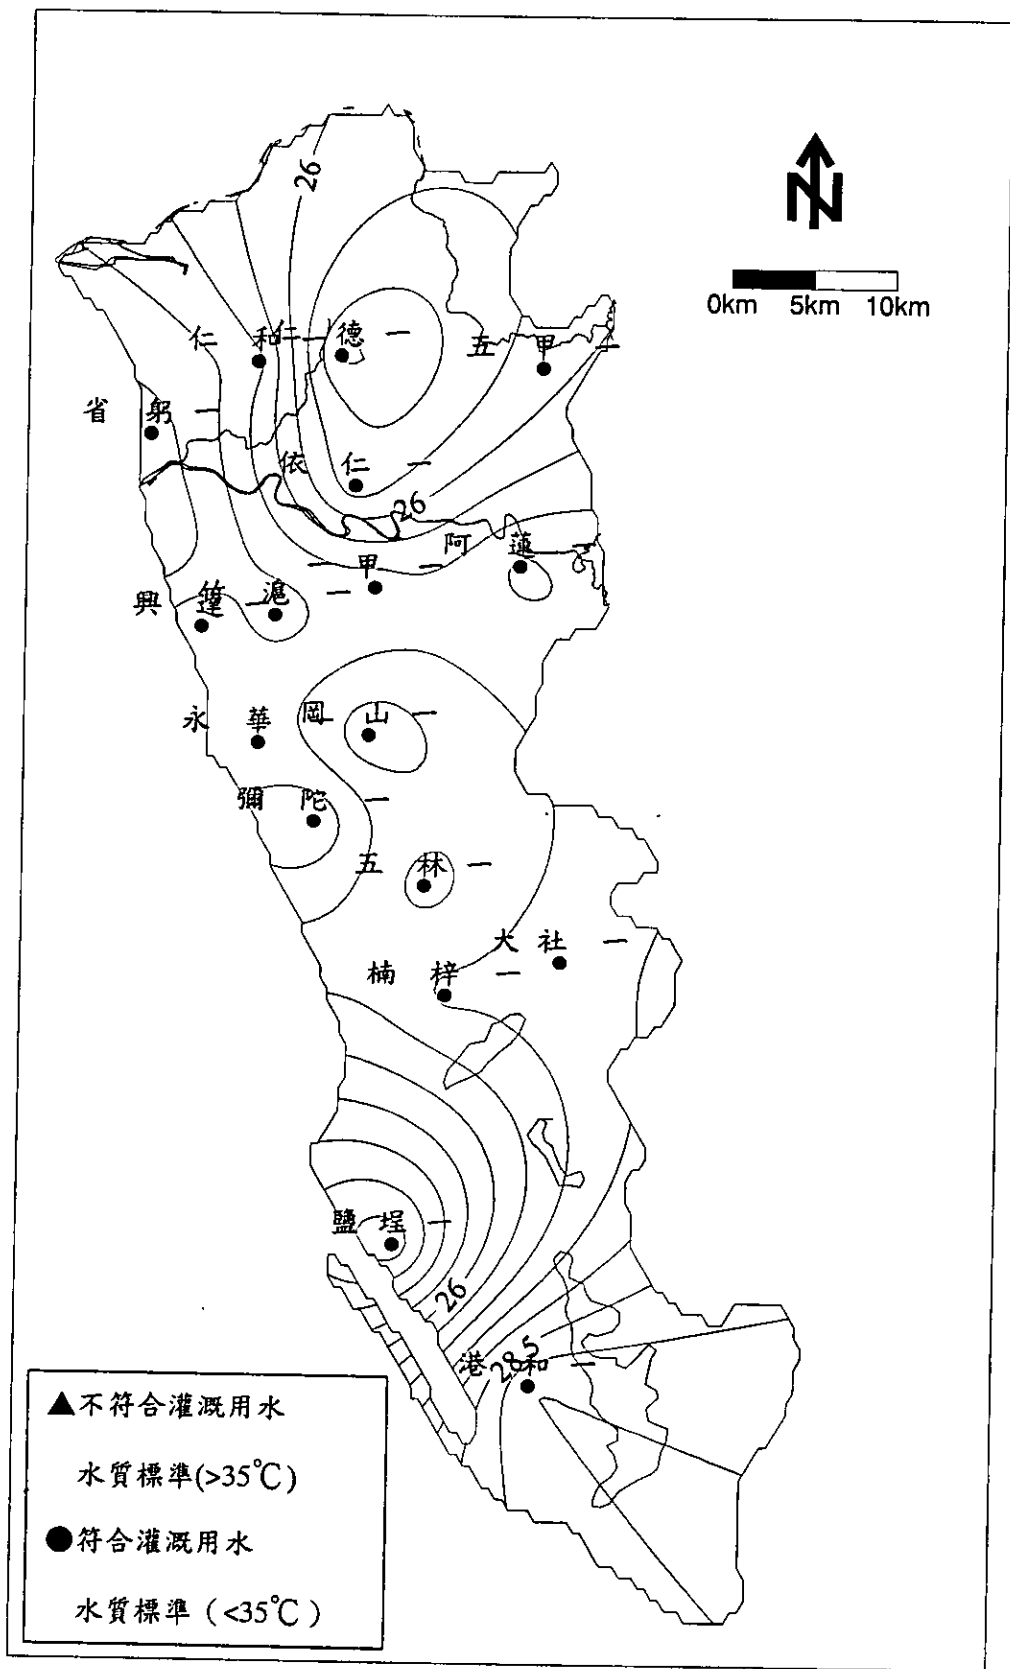 26
N
0km 5km 10km
仁和一
仁德一
五甲一
省躬一
依仁一
26
一甲一
阿蓮一
竹滬一
興達一
永華一
岡山一
彌陀一
五林一
大社一
楠梓一
鹽埕一
26
港和一
28.5
▲不符合灌溉用水
水質標準(>35℃)
●符合灌溉用水
水質標準(<35℃)